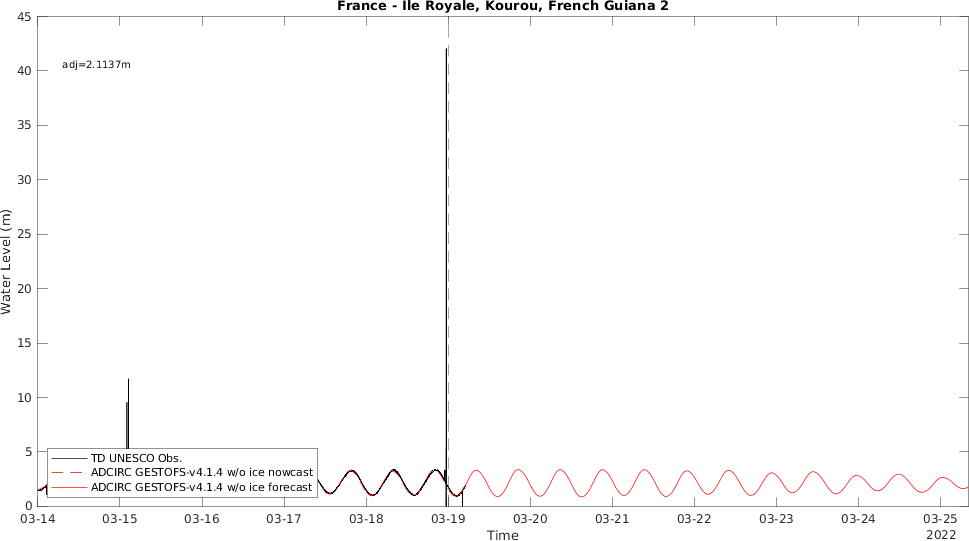 France - Ile Royale, Kourou, French Guiana 2
45
adj=2.1137m
40
35
30
25
20
15
10
5
0
Water Level (m)
TD UNESCO Obs.
ADCIRC GESTOFS-v4.1.4 w/o ice nowcast
ADCIRC GESTOFS-v4.1.4 w/o ice forecast
03-14 03-15 03-16 03-17 03-18 03-19 03-20 03-21 03-22 03-23 03-24 03-25
Time
2022